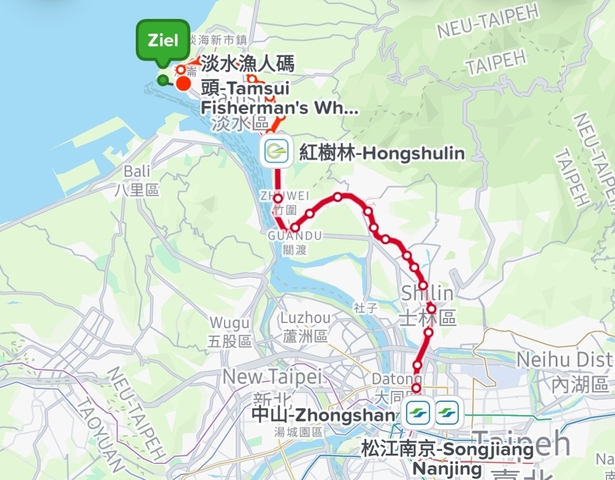 NEU-TAIPEH
TAIPEH
Ziel
淡海新市鎮
淡水漁人碼
頭-Tamsui
Fisherman's Wh...
淡水區
NEU-TAIPEH
TAIPEH
紅樹林-Hongshulin
Bali
八里區
ZHUWEI
竹圍
GUANDU
關渡
Shilin
士林區
社子
Luzhou
蘆洲區
Wugu
五股區
Neihu Dist
內湖區
New Taipei
新北
Datong
大同區
NEU-TAIPEH
TAOYUAN
中山-Zhongshan
湯城園區
松江南京-Songjiang
Nanjing
Taipeh
臺北